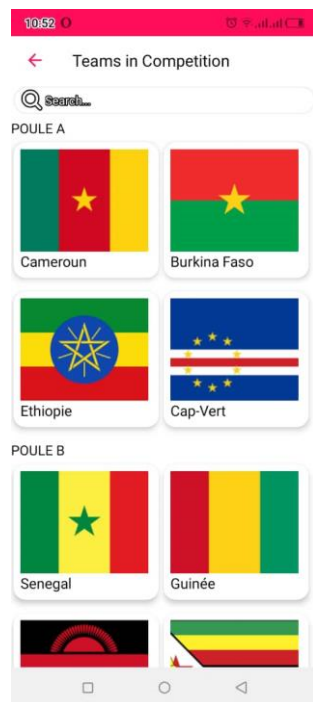 10:52
Teams in Competition
Search...
POULE A
Cameroun
Burkina Faso
Ethiopie
Cap-Vert
POULE B
Senegal
Guinée